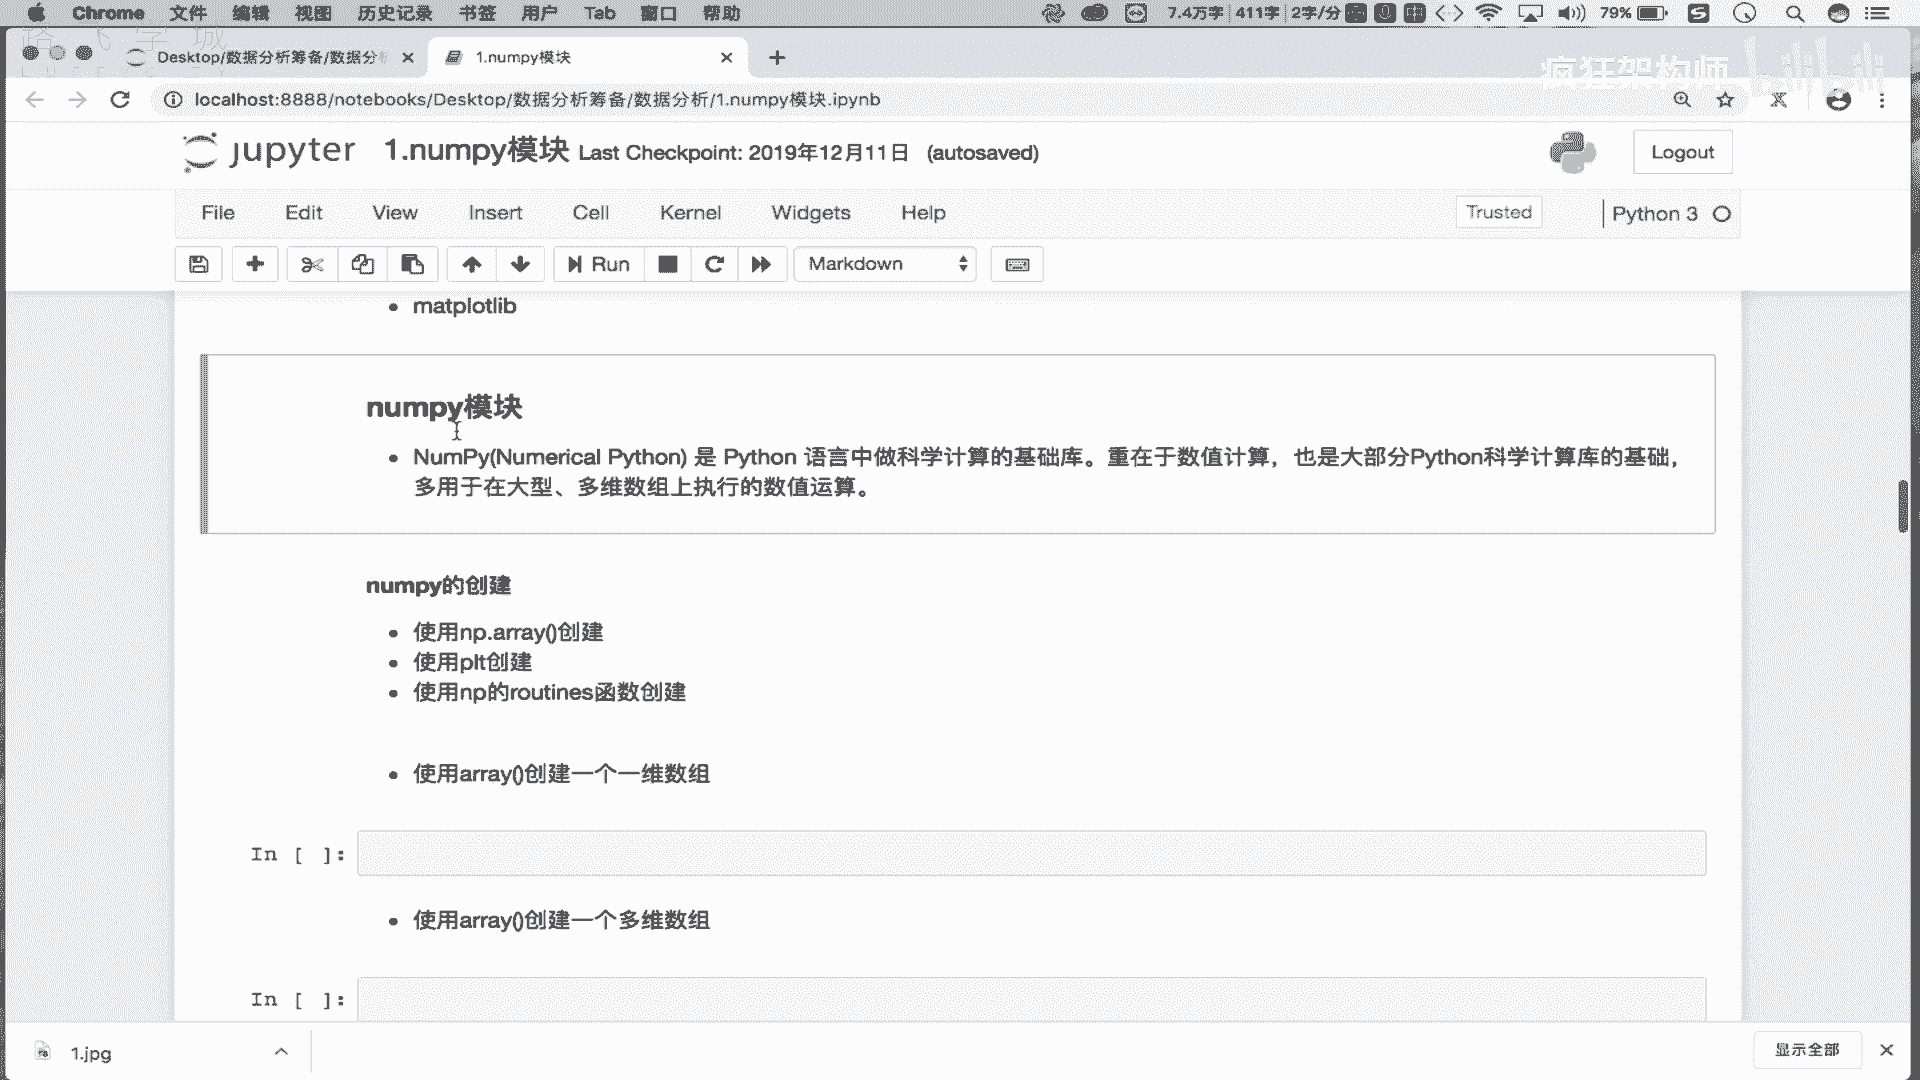 Chrome 文件 编辑 视图 历史记录 书签 用户 Tab 窗口 帮助 7.4万字 411字 2字/分 79%
路飞学城
Desktop/数据分析筹备/数据分析 1.numpy模块
疯狂架构师 bilibili
localhost:8888/notebooks/Desktop/数据分析筹备/数据分析/1.numpy模块.ipynb
jupyter 1.numpy模块 Last Checkpoint: 2019年12月11日 (autosaved) Logout
File Edit View Insert Cell Kernel Widgets Help Trusted Python 3
Run Markdown
matplotlib
numpy模块
NumPy(Numerical Python) 是 Python 语言中做科学计算的基础库。重在于数值计算，也是大部分Python科学计算库的基础，
多用于在大型、多维数组上执行的数值运算。
numpy的创建
使用np.array()创建
使用plt创建
使用np的routines函数创建
使用array()创建一个一维数组
In [ ]:
使用array()创建一个多维数组
In [ ]:
1.jpg 显示全部